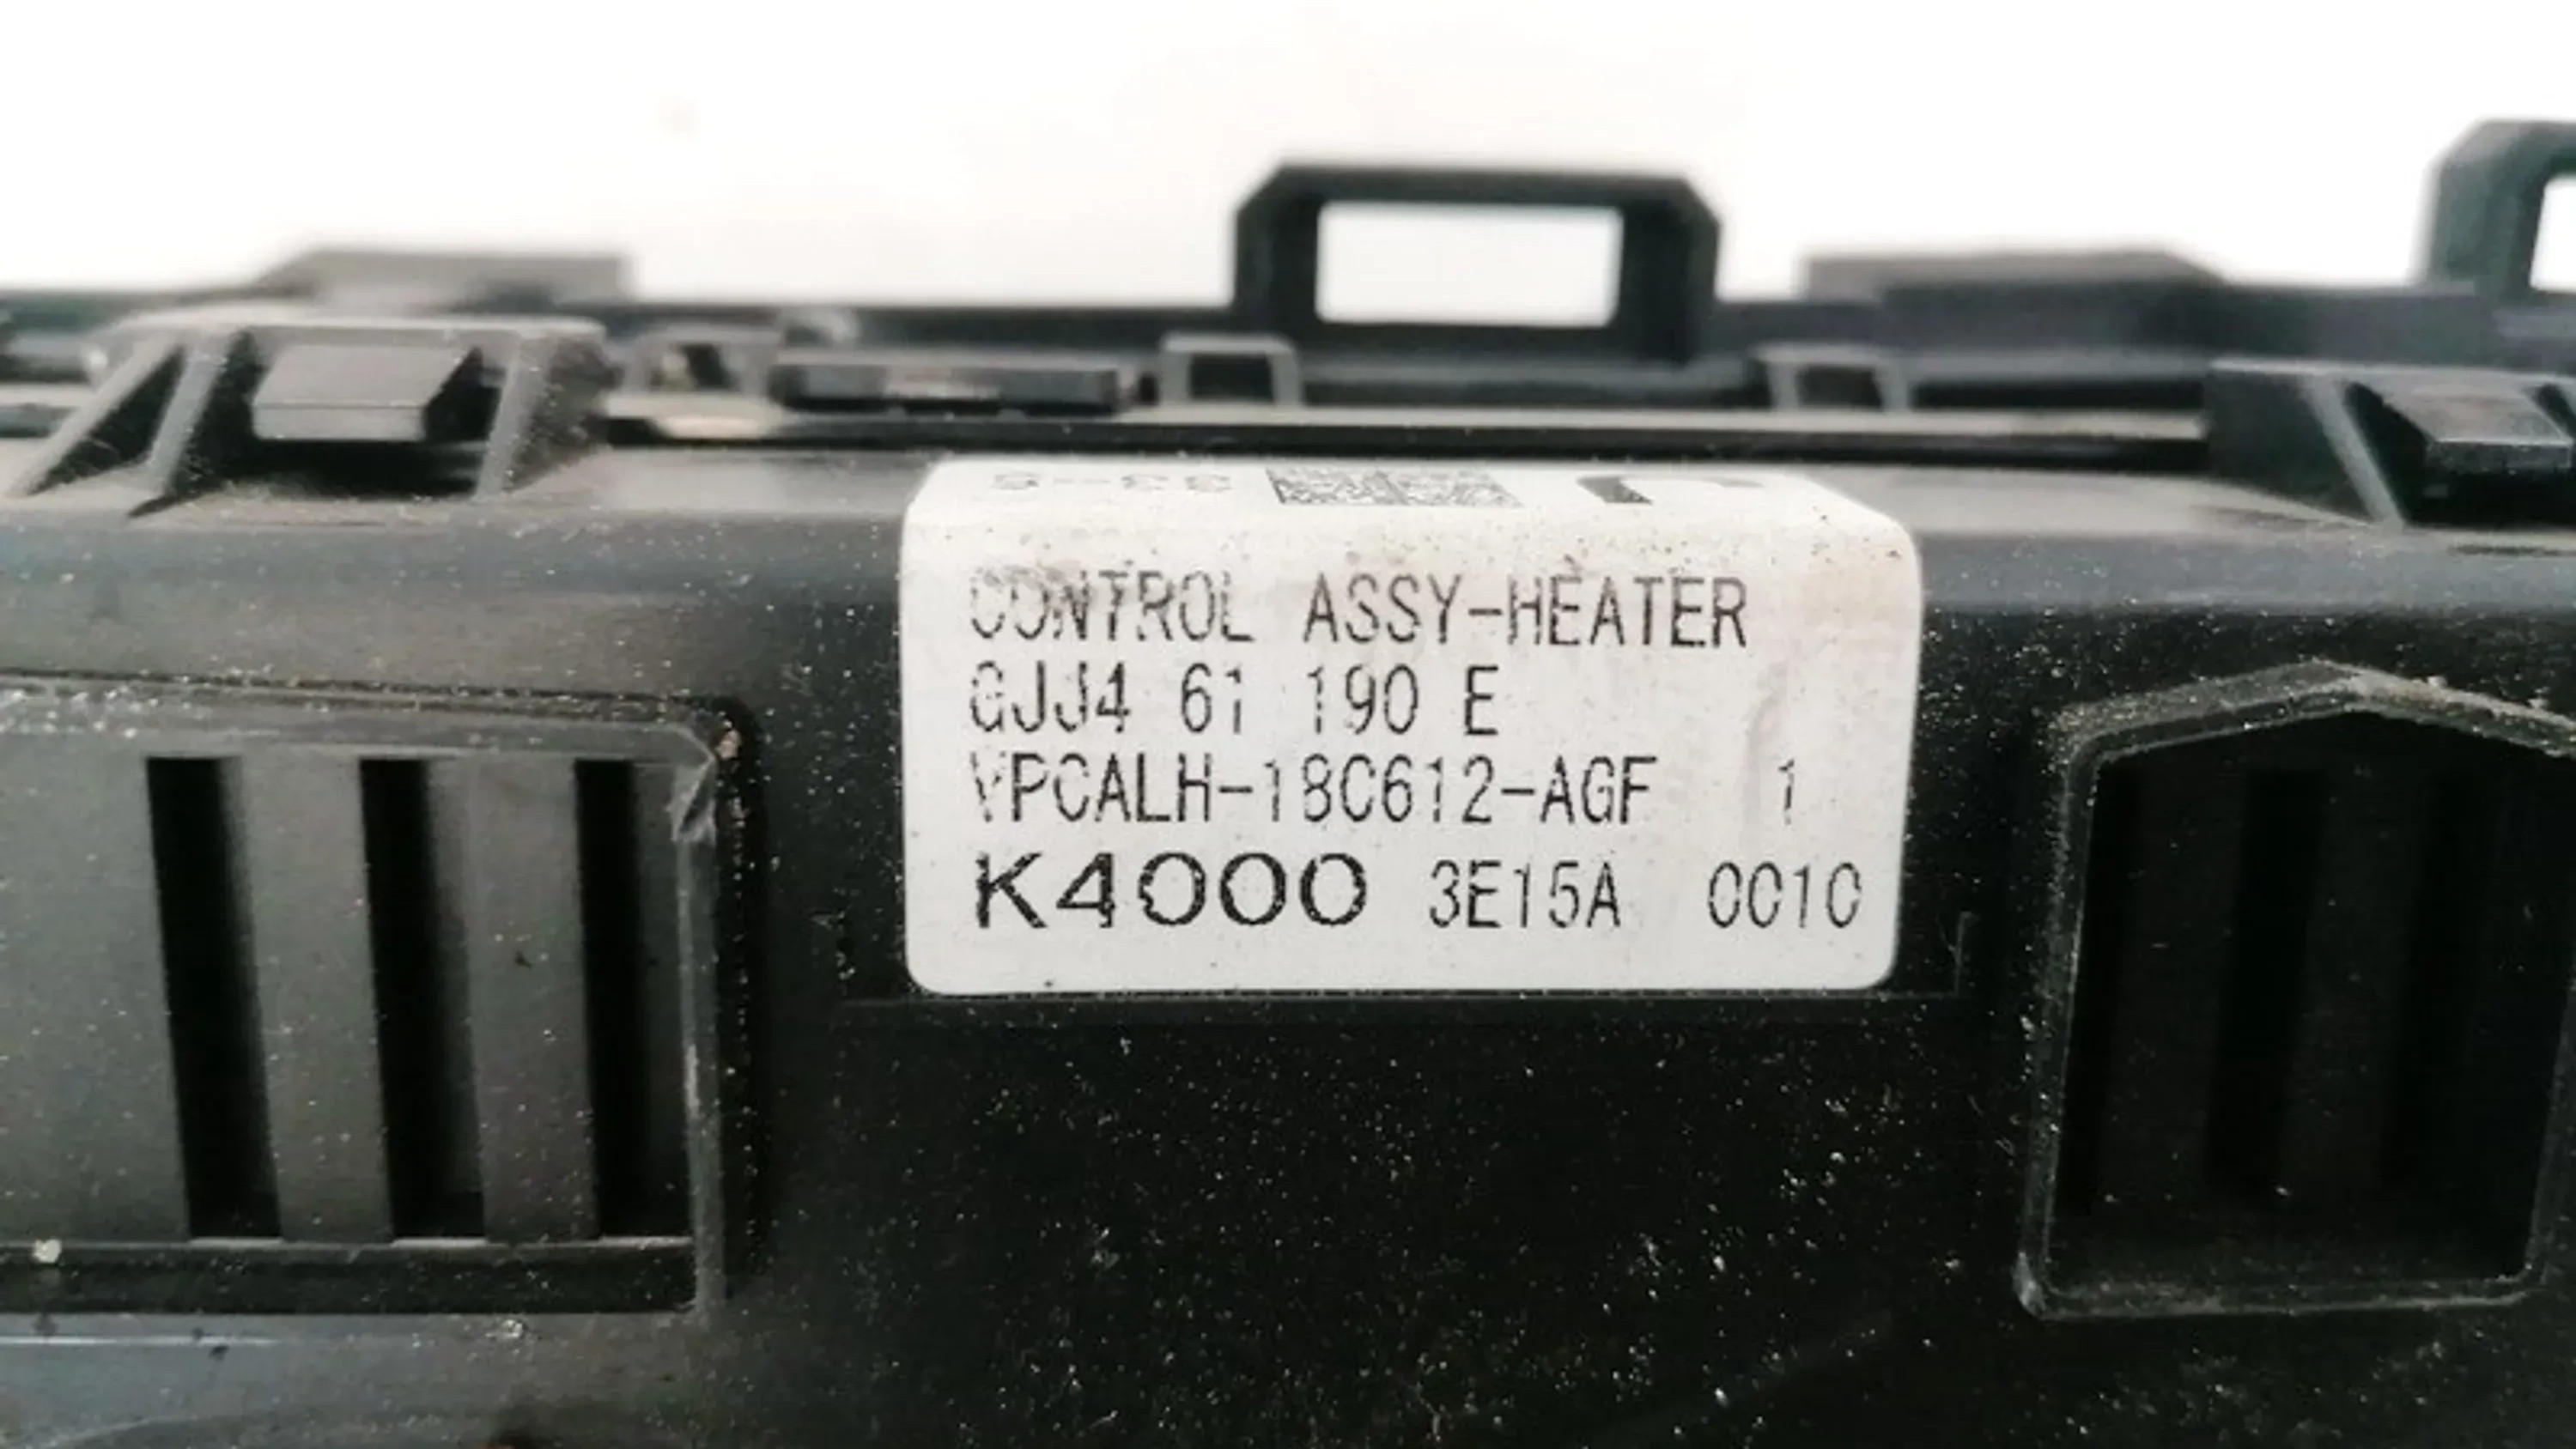 CONTROL ASSY-HEATER
GJJ4 61 190 E
VPCALH-18C612-AGF 1
K4000 3E15A 0010